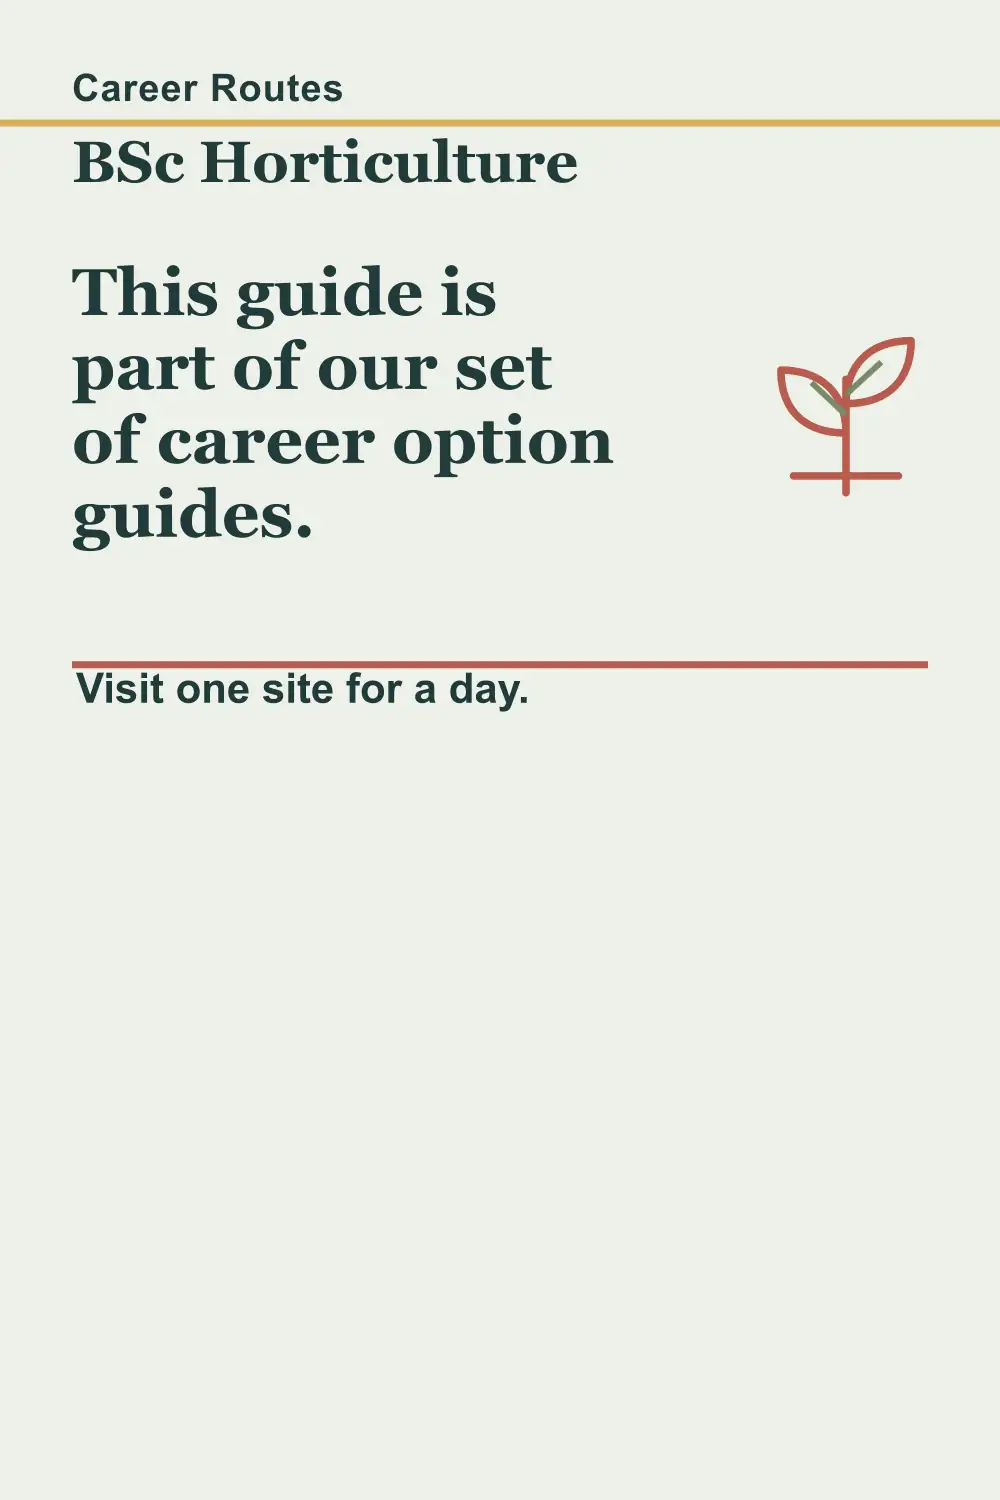 Career Routes
BSc Horticulture
This guide is
part of our set
of career option
guides.
Visit one site for a day.